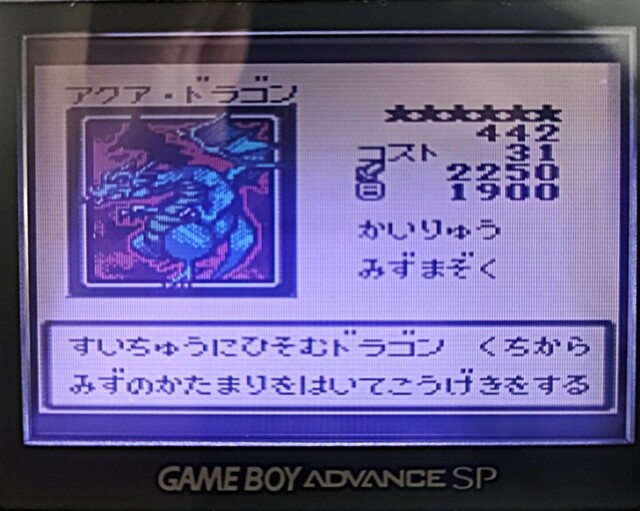 アクア・ドラゴン
★★★★★★
442
コスト 31
2250
1900
かいりゅう
みずまぞく
すいちゅうにひそむドラゴン くちから
みずのかたまりをはいてこうげきをする
GAME BOY ADVANCE SP